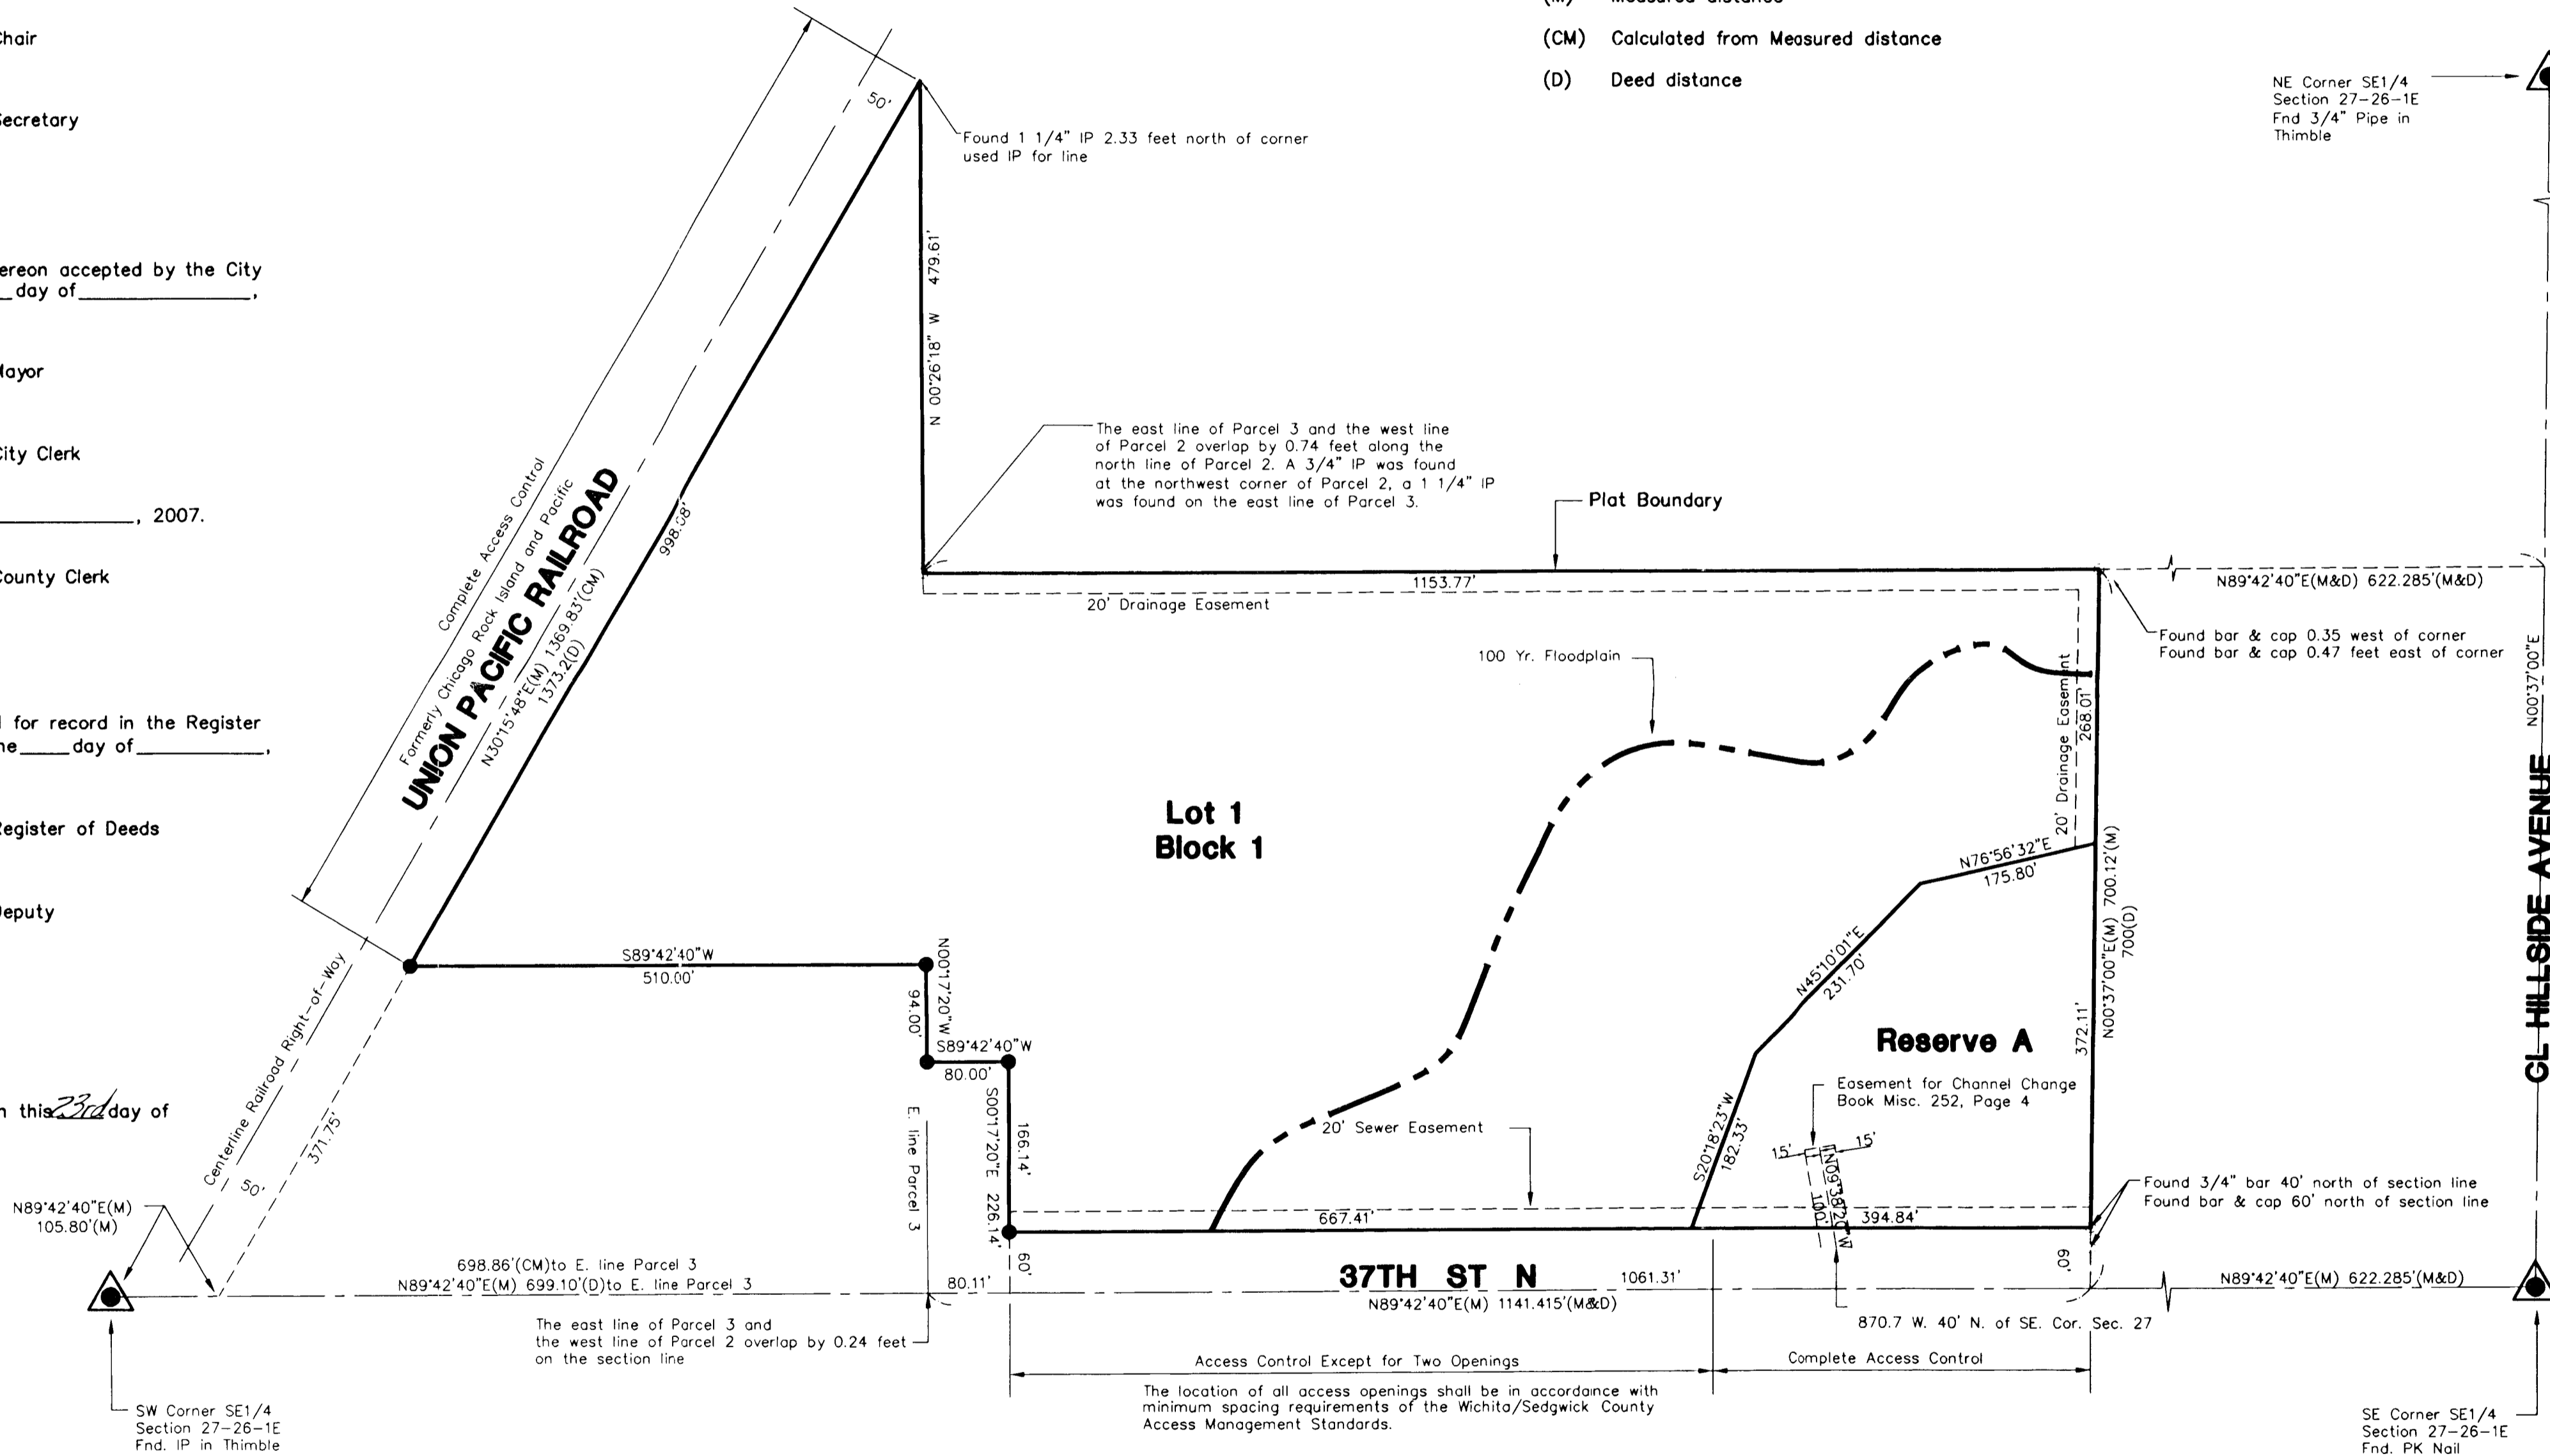 Chair
Secretary
ereon accepted by the City
day of
Mayor
City Clerk
, 2007.
County Clerk
for record in the Register
ne ____ day of ____________,
Register of Deeds
Deputy
n this 23rd day of
Measured distance
(CM) Calculated from Measured distance
(D) Deed distance
NE Corner SE1/4
Section 27-26-1E
Fnd 3/4" Pipe in
Thimble
50'
Found 1 1/4" IP 2.33 feet north of corner
used IP for line
N 00°26'18" W 479.61'
The east line of Parcel 3 and the west line
of Parcel 2 overlap by 0.74 feet along the
north line of Parcel 2. A 3/4" IP was found
at the northwest corner of Parcel 2, a 1 1/4" IP
was found on the east line of Parcel 3.
Plat Boundary
Complete Access Control
Formerly Chicago Rock Island and Pacific
UNION PACIFIC RAILROAD
N30°15'48"E(M) 1369.83'(CM)
1373.2(D)
998.08'
1153.77'
20' Drainage Easement
N89°42'40"E(M&D) 622.285'(M&D)
Found bar & cap 0.35 west of corner
Found bar & cap 0.47 feet east of corner
100 Yr. Floodplain
20' Drainage Easement
268.01'
N00°37'00"E
GL HILLSIDE AVENUE
Lot 1
Block 1
N76°56'32"E
175.80'
N00°37'00"E(M) 700.12'(M)
700(D)
372.11'
N45°10'01"E
231.70'
Reserve A
S89°42'40"W
510.00'
N00°17'20"W
94.00'
S89°42'40"W
80.00'
S00°17'20"E 226.14'
166.14'
E. line Parcel 3
Centerline Railroad Right-of-Way
50'
371.75'
Easement for Channel Change
Book Misc. 252, Page 4
20' Sewer Easement
S20°18'23"W
182.33'
15'
15'
N09°38'20"W
100'
667.41'
394.84'
Found 3/4" bar 40' north of section line
Found bar & cap 60' north of section line
N89°42'40"E(M)
105.80'(M)
698.86'(CM)to E. line Parcel 3
N89°42'40"E(M) 699.10'(D)to E. line Parcel 3
80.11'
60'
37TH ST N
1061.31'
N89°42'40"E(M) 1141.415'(M&D)
60'
N89°42'40"E(M) 622.285'(M&D)
870.7 W. 40' N. of SE. Cor. Sec. 27
The east line of Parcel 3 and
the west line of Parcel 2 overlap by 0.24 feet
on the section line
Access Control Except for Two Openings
Complete Access Control
The location of all access openings shall be in accordance with
minimum spacing requirements of the Wichita/Sedgwick County
Access Management Standards.
SW Corner SE1/4
Section 27-26-1E
Fnd. IP in Thimble
SE Corner SE1/4
Section 27-26-1E
Fnd. PK Nail